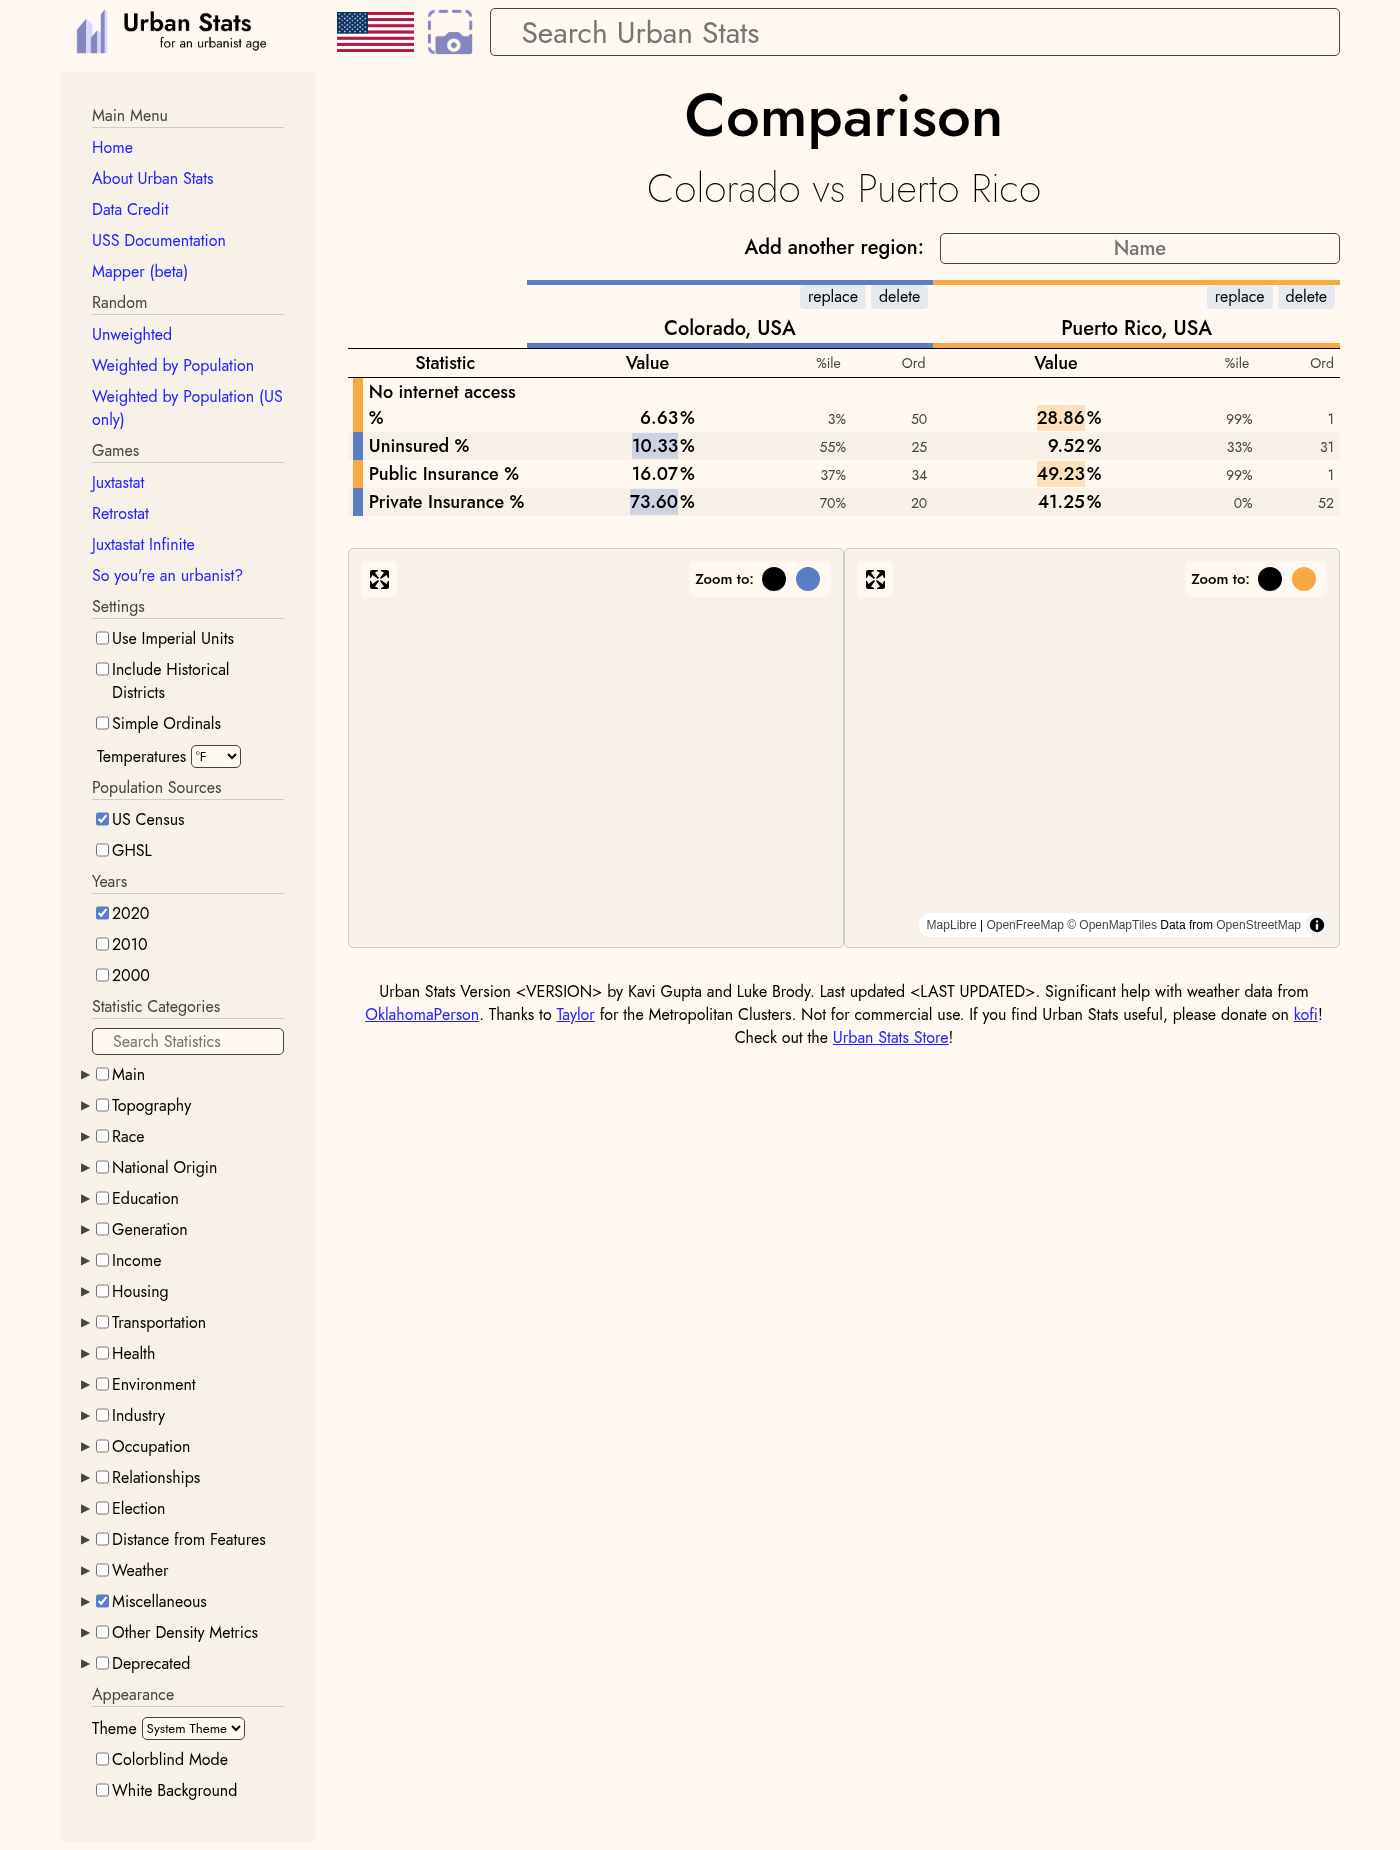 Urban Stats
for an urbanist age
Search Urban Stats
Main Menu
Home
About Urban Stats
Data Credit
USS Documentation
Mapper (beta)
Random
Unweighted
Weighted by Population
Weighted by Population (US
only)
Games
Juxtastat
Retrostat
Juxtastat Infinite
So you're an urbanist?
Settings
Use Imperial Units
Include Historical
Districts
Simple Ordinals
Temperatures °F
Population Sources
US Census
GHSL
Years
2020
2010
2000
Statistic Categories
Search Statistics
Main
Topography
Race
National Origin
Education
Generation
Income
Housing
Transportation
Health
Environment
Industry
Occupation
Relationships
Election
Distance from Features
Weather
Miscellaneous
Other Density Metrics
Deprecated
Appearance
Theme System Theme
Colorblind Mode
White Background
Comparison
Colorado vs Puerto Rico
Add another region: Name
replace delete replace delete
Colorado, USA Puerto Rico, USA
Statistic Value %ile Ord Value %ile Ord
No internet access
% 6.63% 3% 50 28.86% 99% 1
Uninsured % 10.33% 55% 25 9.52% 33% 31
Public Insurance % 16.07% 37% 34 49.23% 99% 1
Private Insurance % 73.60% 70% 20 41.25% 0% 52
Zoom to: Zoom to:
MapLibre | OpenFreeMap © OpenMapTiles Data from OpenStreetMap
Urban Stats Version <VERSION> by Kavi Gupta and Luke Brody. Last updated <LAST UPDATED>. Significant help with weather data from
OklahomaPerson. Thanks to Taylor for the Metropolitan Clusters. Not for commercial use. If you find Urban Stats useful, please donate on kofi!
Check out the Urban Stats Store!